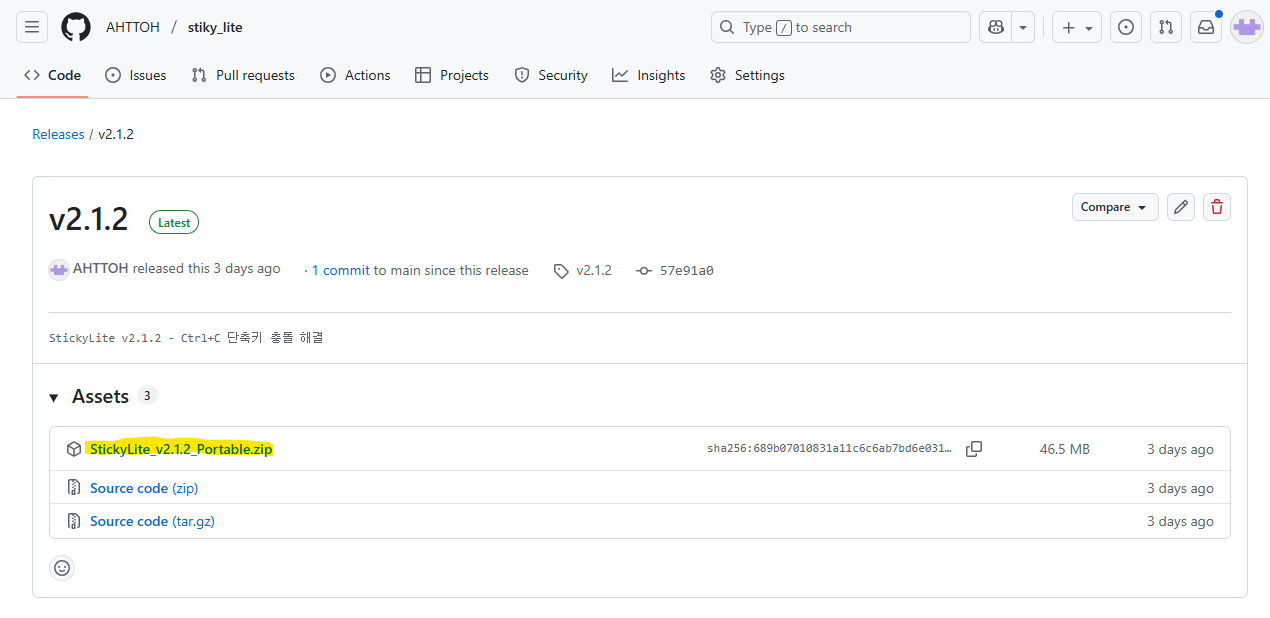 AHTTOH / stiky_lite
Type / to search
Code Issues Pull requests Actions Projects Security Insights Settings
Releases / v2.1.2
v2.1.2 Latest
Compare
AHTTOH released this 3 days ago · 1 commit to main since this release v2.1.2 57e91a0
StickyLite v2.1.2 - Ctrl+C 단축키 충돌 해결
Assets 3
StickyLite_v2.1.2_Portable.zip sha256:689b07010831a11c6c6ab7bd6e031… 46.5 MB 3 days ago
Source code (zip) 3 days ago
Source code (tar.gz) 3 days ago